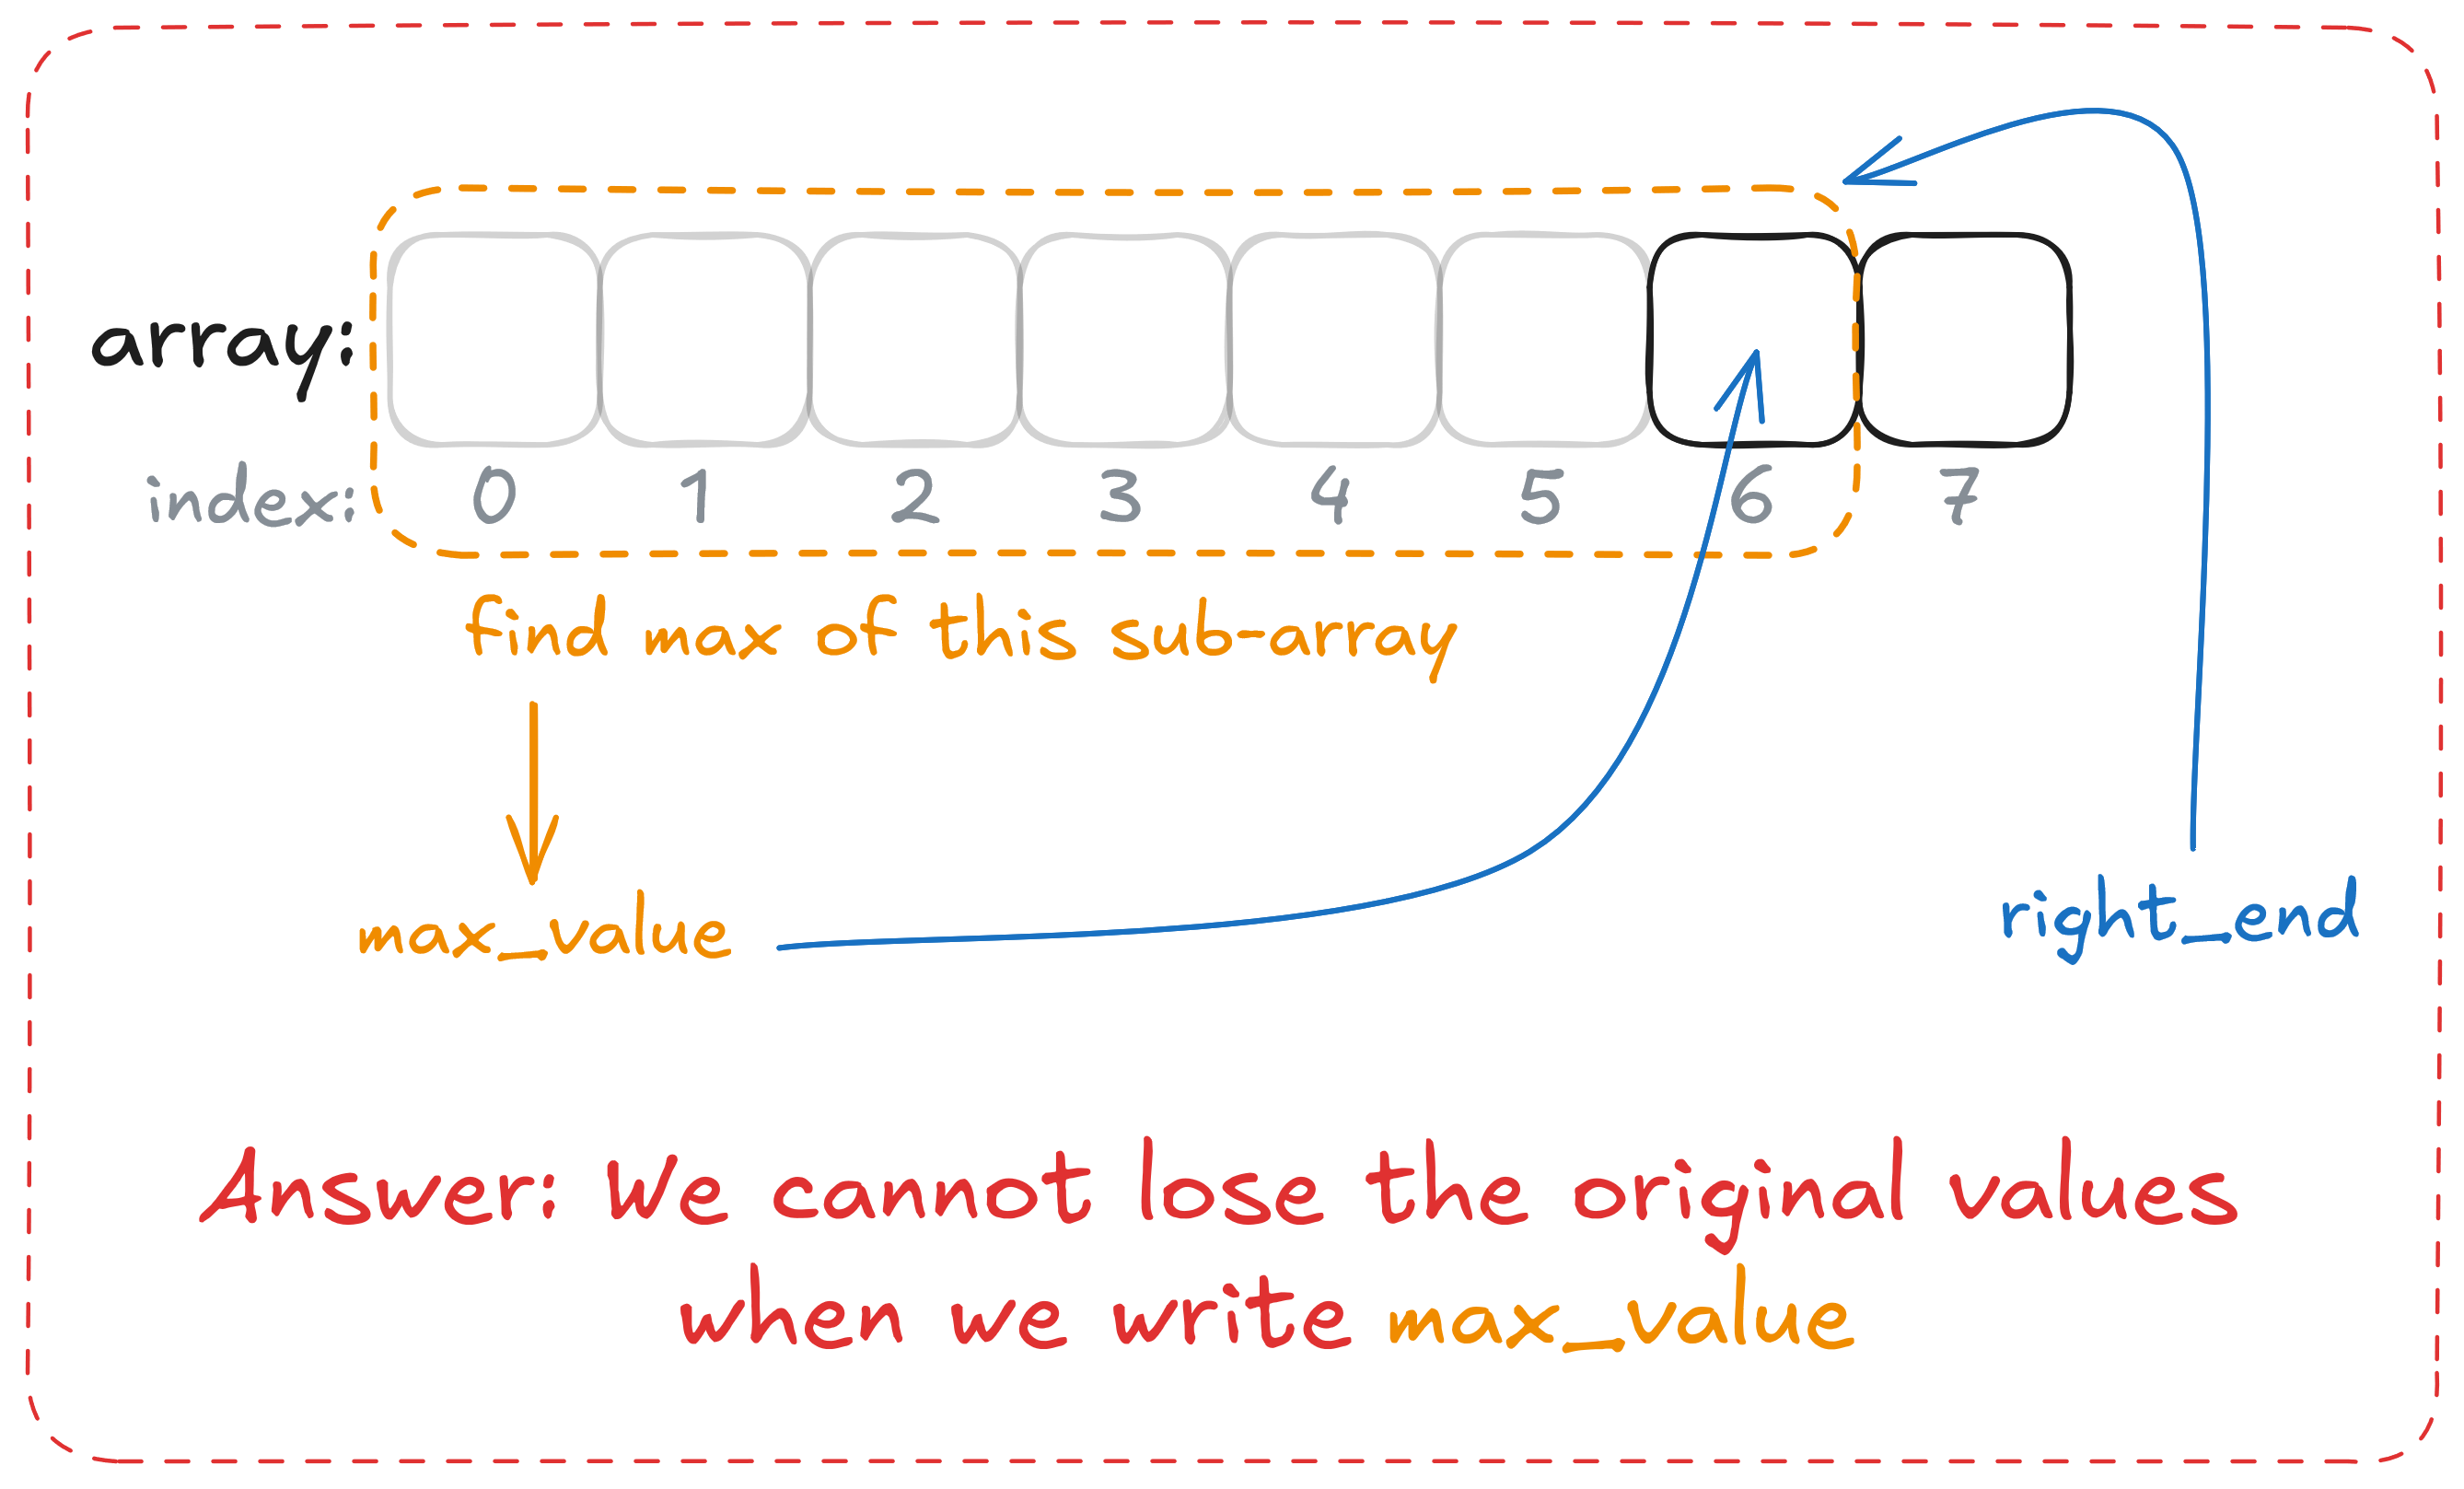 array:
index: 0 1 2 3 4 5 6 7
find max of this sub-array
max_value
right_end
Answer: We cannot lose the original values
when we write max_value